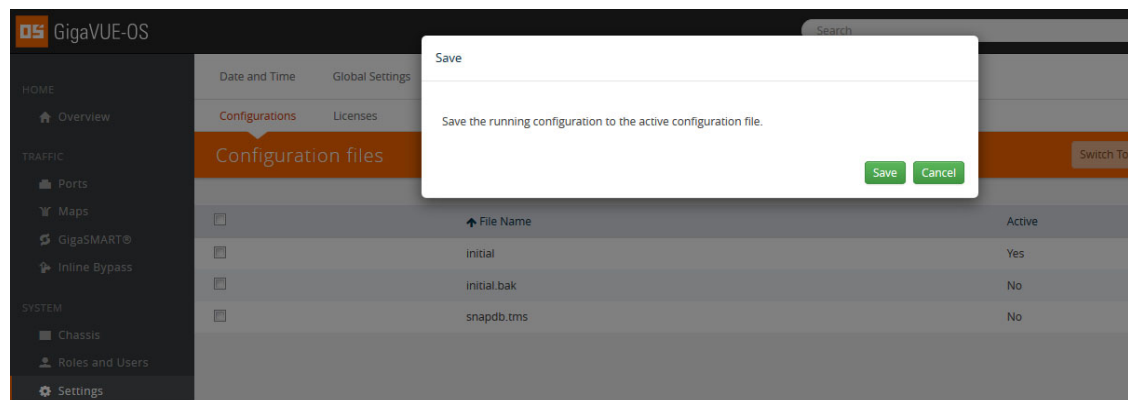 OS GigaVUE-OS
Search
Save
Date and Time Global Settings
HOME
Overview
Configurations Licenses
Save the running configuration to the active configuration file.
TRAFFIC
Configuration files
Switch To
Save Cancel
Ports
Maps
File Name Active
GigaSMART®
initial Yes
Inline Bypass
initial.bak No
SYSTEM
snapdb.tms No
Chassis
Roles and Users
Settings